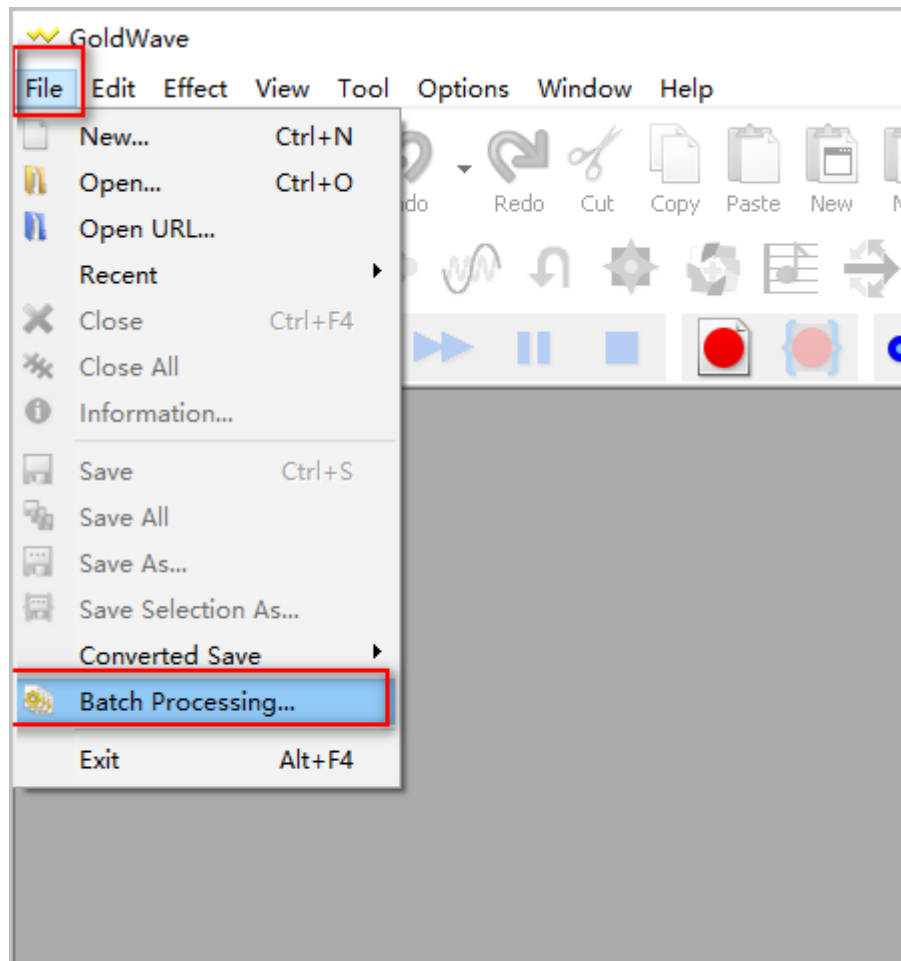 GoldWave
File Edit Effect View Tool Options Window Help
New... Ctrl+N
Open... Ctrl+O
Open URL...
Recent
Close Ctrl+F4
Close All
Information...
Save Ctrl+S
Save All
Save As...
Save Selection As...
Converted Save
Batch Processing...
Exit Alt+F4
Redo Cut Copy Paste New